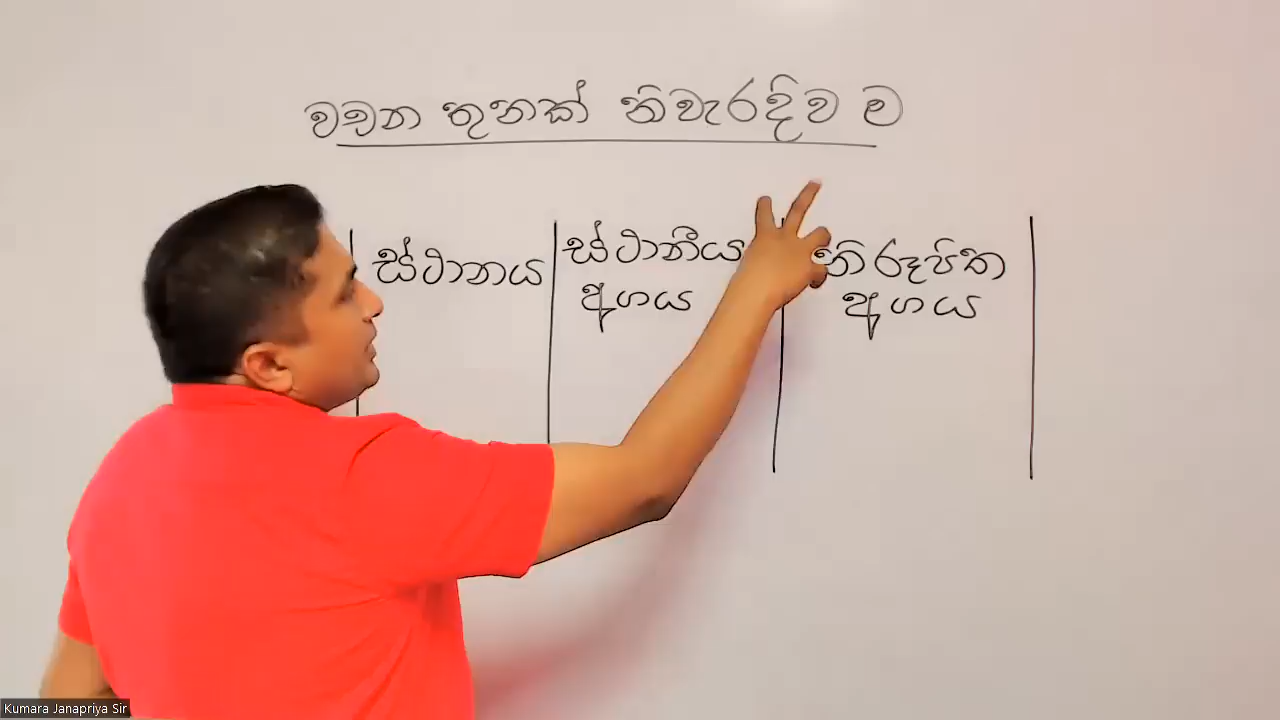 වචන තුනක් නිවැරදිව ම
ස්ථානය
ස්ථානීය
අගය
නිරූපිත
අගය
Kumara Janapriya Sir